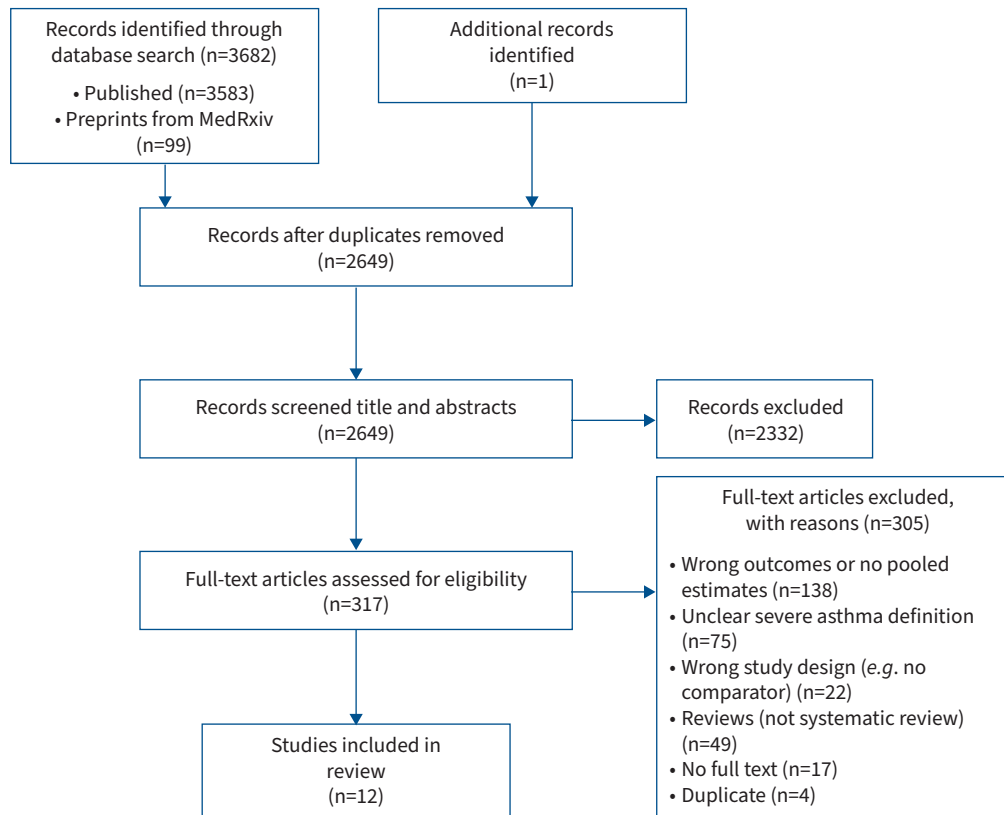 Records identified through
database search (n=3682)
• Published (n=3583)
• Preprints from MedRxiv
(n=99)
Additional records
identified
(n=1)
Records after duplicates removed
(n=2649)
Records screened title and abstracts
(n=2649)
Records excluded
(n=2332)
Full-text articles assessed for eligibility
(n=317)
Full-text articles excluded,
with reasons (n=305)
• Wrong outcomes or no pooled
estimates (n=138)
• Unclear severe asthma definition
(n=75)
• Wrong study design (e.g. no
comparator) (n=22)
• Reviews (not systematic review)
(n=49)
• No full text (n=17)
• Duplicate (n=4)
Studies included in
review
(n=12)